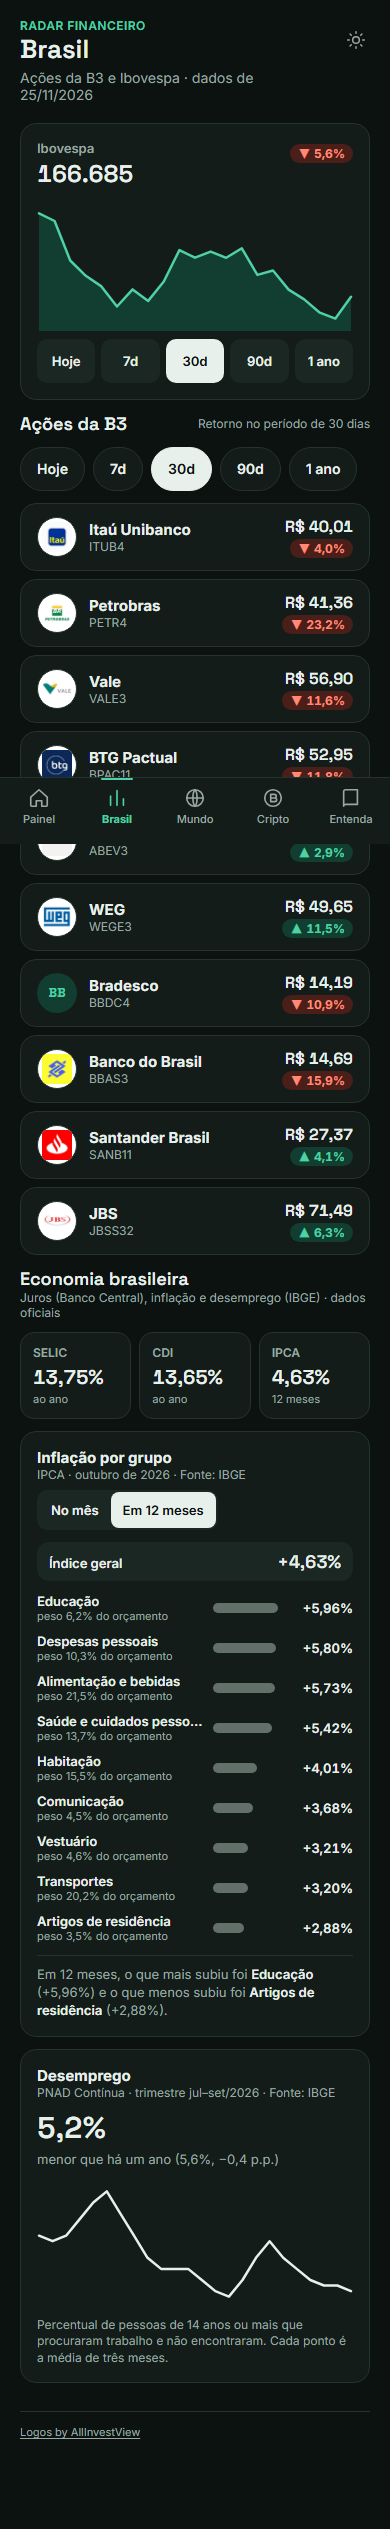 RADAR FINANCEIRO
Brasil
Ações da B3 e Ibovespa · dados de
25/11/2026
Ibovespa
▼ 5,6%
166.685
Hoje 7d 30d 90d 1 ano
Ações da B3
Retorno no período de 30 dias
Hoje 7d 30d 90d 1 ano
Itaú
Itaú Unibanco
ITUB4
R$ 40,01
▼ 4,0%
PETROBRAS
Petrobras
PETR4
R$ 41,36
▼ 23,2%
VALE
Vale
VALE3
R$ 56,90
▼ 11,6%
btg
BTG Pactual
BPAC11
R$ 52,95
▼ 11,8%
Painel Brasil Mundo Cripto Entenda
ABEV3
▲ 2,9%
weg
WEG
WEGE3
R$ 49,65
▲ 11,5%
BB
Bradesco
BBDC4
R$ 14,19
▼ 10,9%
Banco do Brasil
BBAS3
R$ 14,69
▼ 15,9%
Santander Brasil
SANB11
R$ 27,37
▲ 4,1%
JBS
JBS
JBSS32
R$ 71,49
▲ 6,3%
Economia brasileira
Juros (Banco Central), inflação e desemprego (IBGE) · dados
oficiais
SELIC
13,75%
ao ano
CDI
13,65%
ao ano
IPCA
4,63%
12 meses
Inflação por grupo
IPCA · outubro de 2026 · Fonte: IBGE
No mês Em 12 meses
Índice geral +4,63%
Educação
peso 6,2% do orçamento
+5,96%
Despesas pessoais
peso 10,3% do orçamento
+5,80%
Alimentação e bebidas
peso 21,5% do orçamento
+5,73%
Saúde e cuidados pesso...
peso 13,7% do orçamento
+5,42%
Habitação
peso 15,5% do orçamento
+4,01%
Comunicação
peso 4,5% do orçamento
+3,68%
Vestuário
peso 4,6% do orçamento
+3,21%
Transportes
peso 20,2% do orçamento
+3,20%
Artigos de residência
peso 3,5% do orçamento
+2,88%
Em 12 meses, o que mais subiu foi Educação
(+5,96%) e o que menos subiu foi Artigos de
residência (+2,88%).
Desemprego
PNAD Contínua · trimestre jul–set/2026 · Fonte: IBGE
5,2%
menor que há um ano (5,6%, −0,4 p.p.)
Percentual de pessoas de 14 anos ou mais que
procuraram trabalho e não encontraram. Cada ponto é
a média de três meses.
Logos by AllInvestView